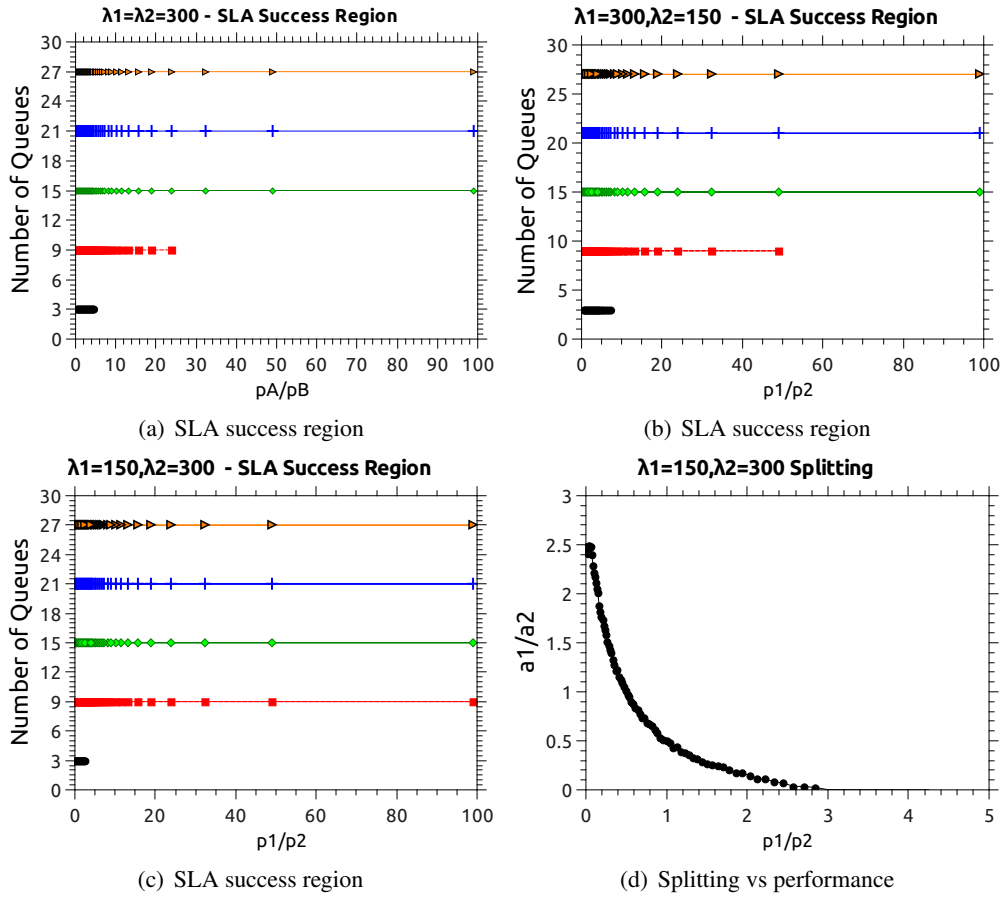 λ1=λ2=300 - SLA Success Region
Number of Queues
30
27
24
21
18
15
12
9
6
3
0
0 10 20 30 40 50 60 70 80 90 100
pA/pB
(a) SLA success region
λ1=300,λ2=150 - SLA Success Region
Number of Queues
30
25
20
15
10
5
0
0 20 40 60 80 100
p1/p2
(b) SLA success region
λ1=150,λ2=300 - SLA Success Region
Number of Queues
30
27
24
21
18
15
12
9
6
3
0
0 20 40 60 80 100
p1/p2
(c) SLA success region
λ1=150,λ2=300 Splitting
a1/a2
3
2.5
2
1.5
1
0.5
0
0 1 2 3 4 5
p1/p2
(d) Splitting vs performance